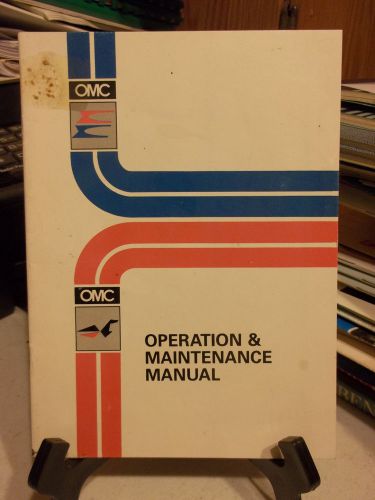 OMC
OMC
OPERATION &
MAINTENANCE
MANUAL